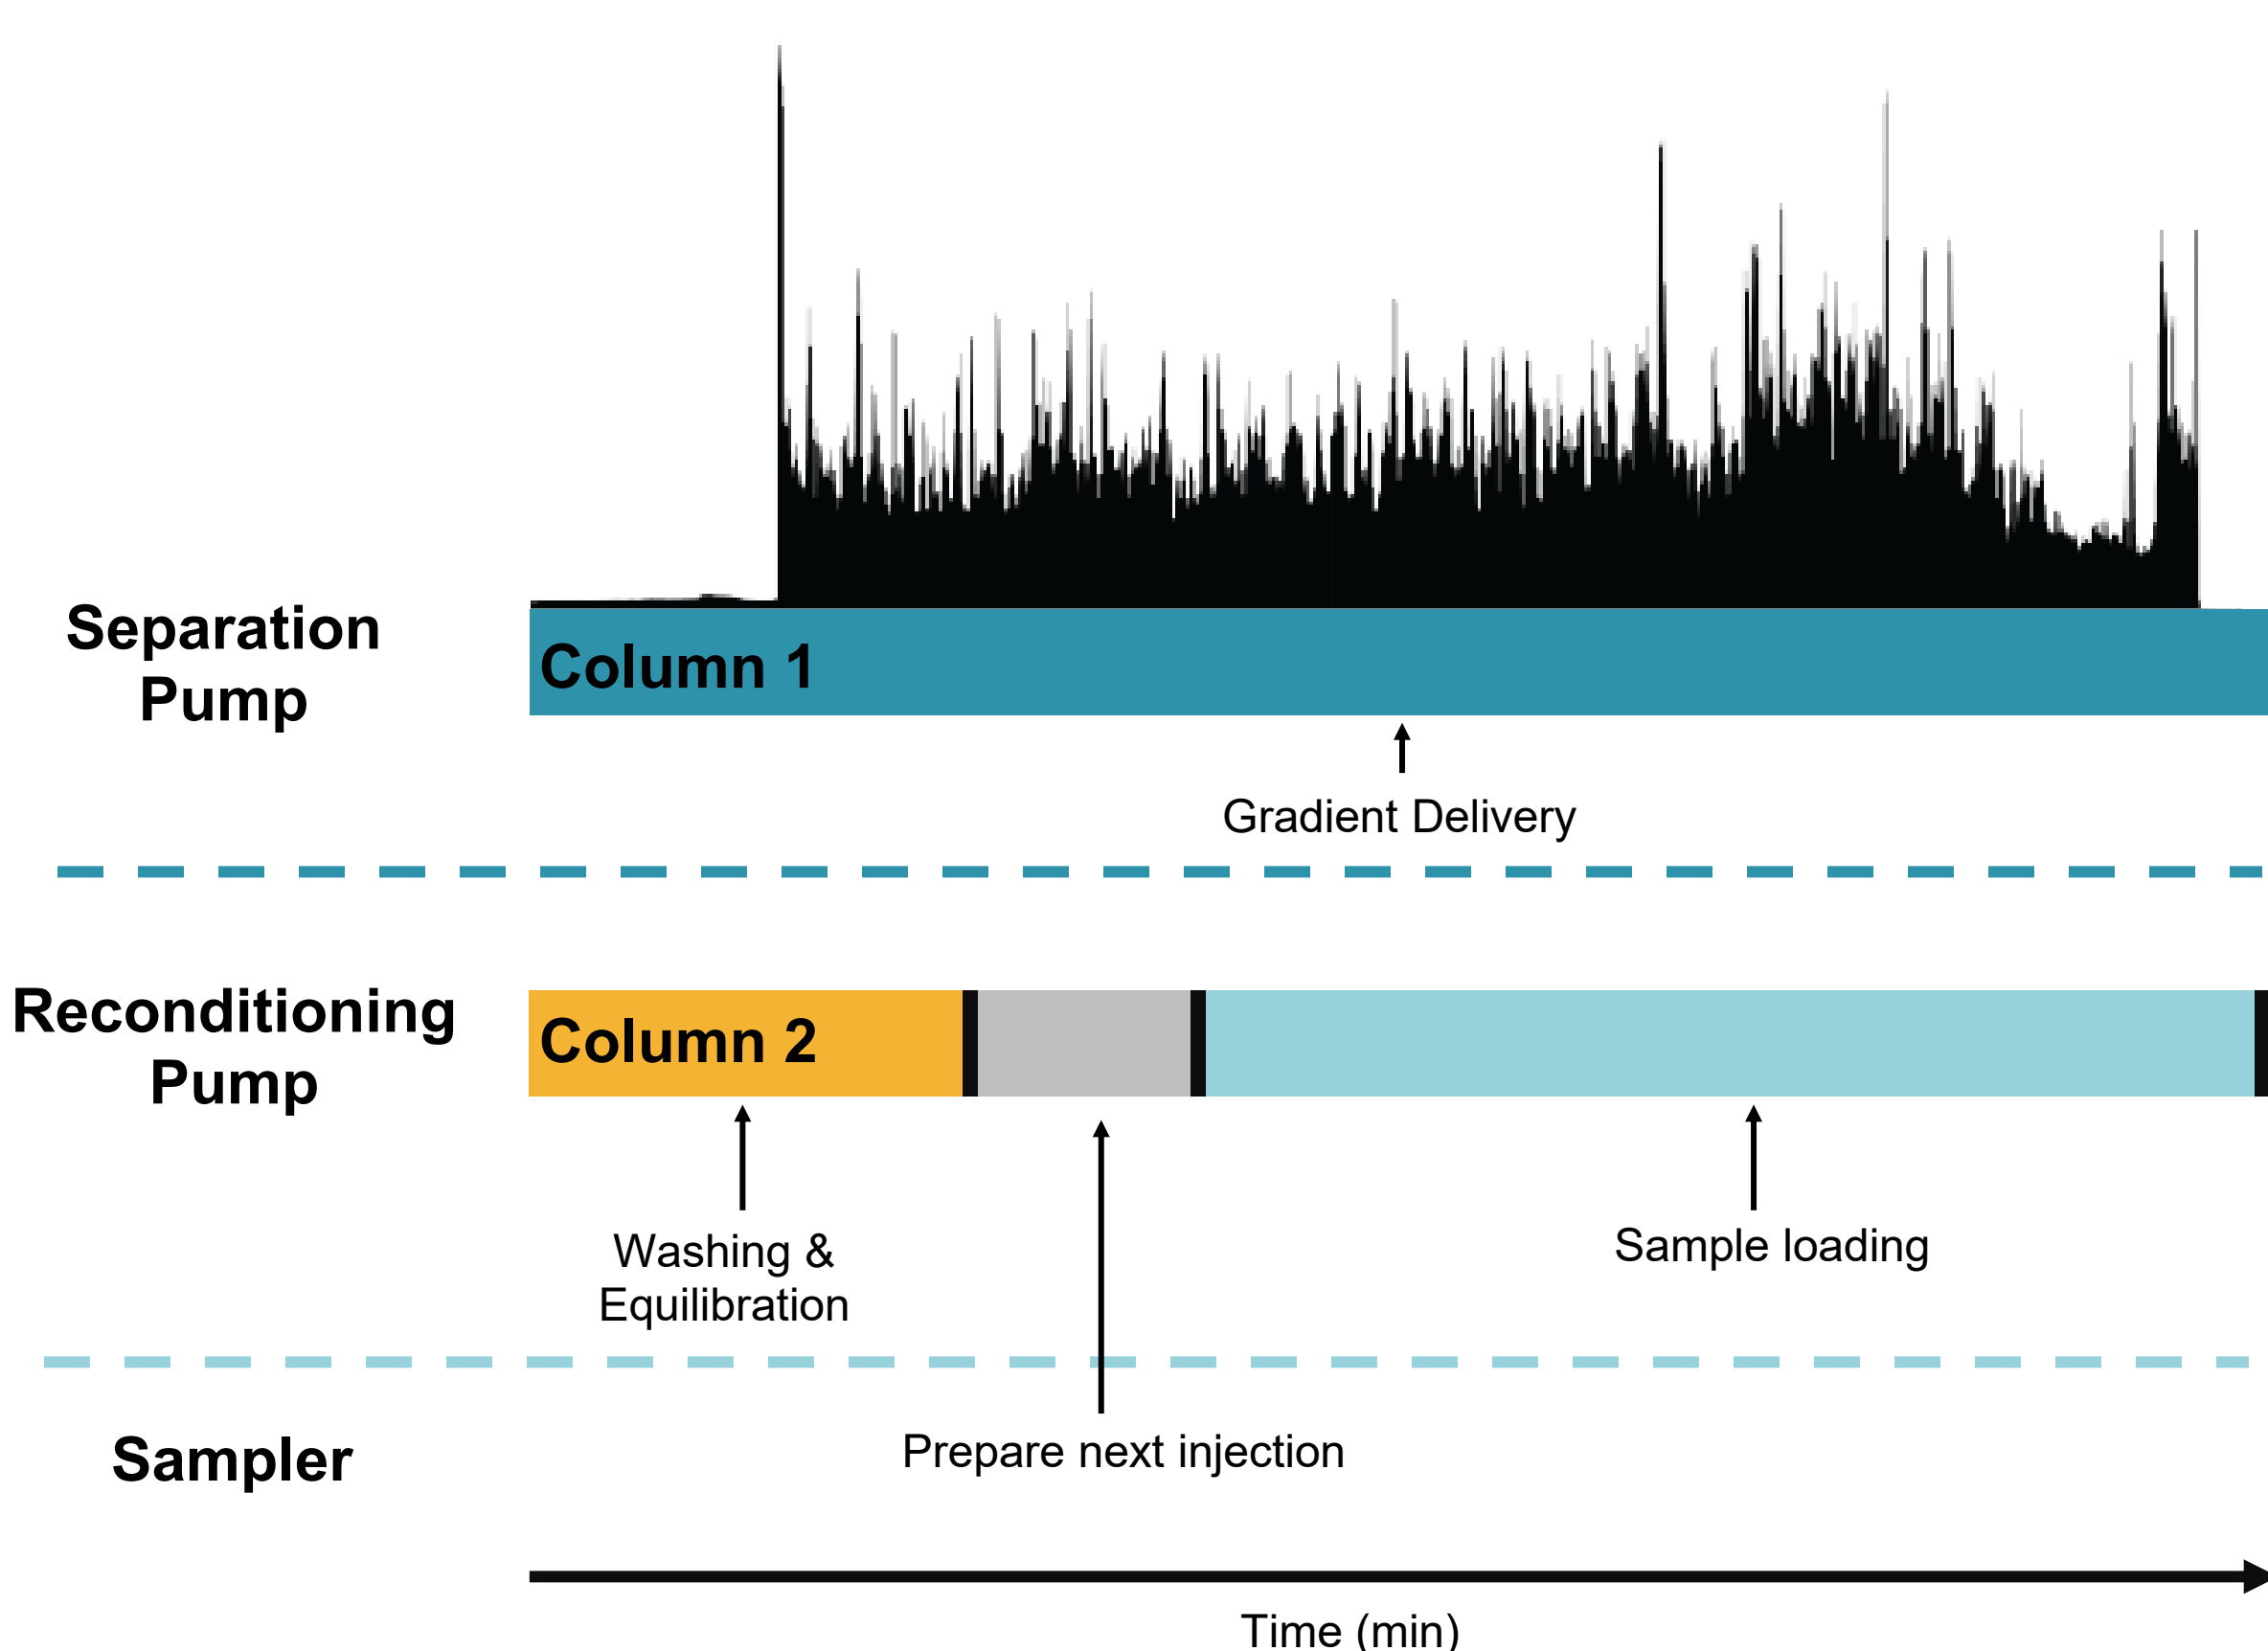 Separation
Pump
Column 1
Gradient Delivery
Reconditioning
Pump
Column 2
Washing &
Equilibration
Sample loading
Sampler
Prepare next injection
Time (min)